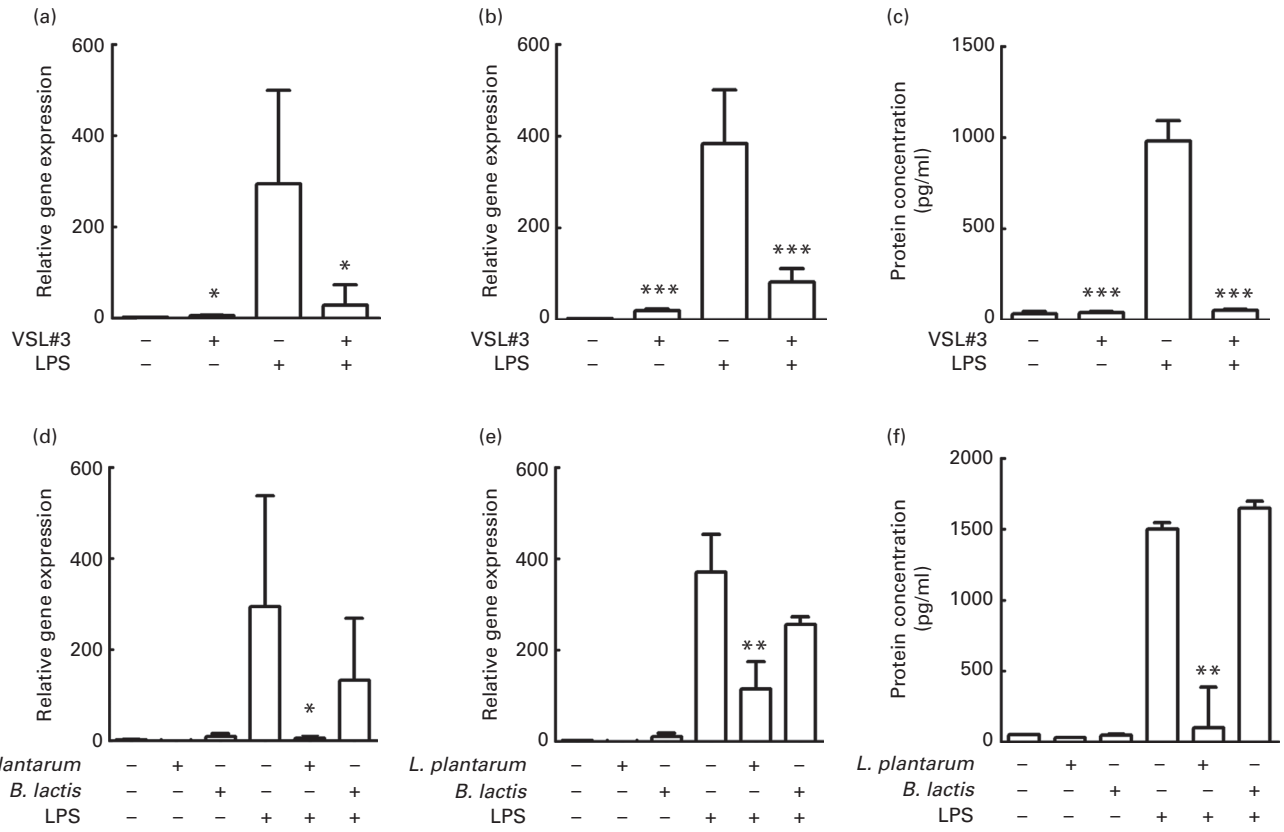 (a)
600
400
200
0
Relative gene expression
*
*
VSL#3 – + – +
LPS – – + +
(b)
600
400
200
0
Relative gene expression
***
***
VSL#3 – + – +
LPS – – + +
(c)
1500
1000
500
0
Protein concentration
(pg/ml)
***
***
VSL#3 – + – +
LPS – – + +
(d)
600
400
200
0
Relative gene expression
*
lantarum – + – – + –
B. lactis – – + – – +
LPS – – – + + +
(e)
600
400
200
0
Relative gene expression
**
L. plantarum – + – – + –
B. lactis – – + – – +
LPS – – – + + +
(f)
2000
1500
1000
500
0
Protein concentration
(pg/ml)
**
L. plantarum – + – – + –
B. lactis – – + – – +
LPS – – – + + +